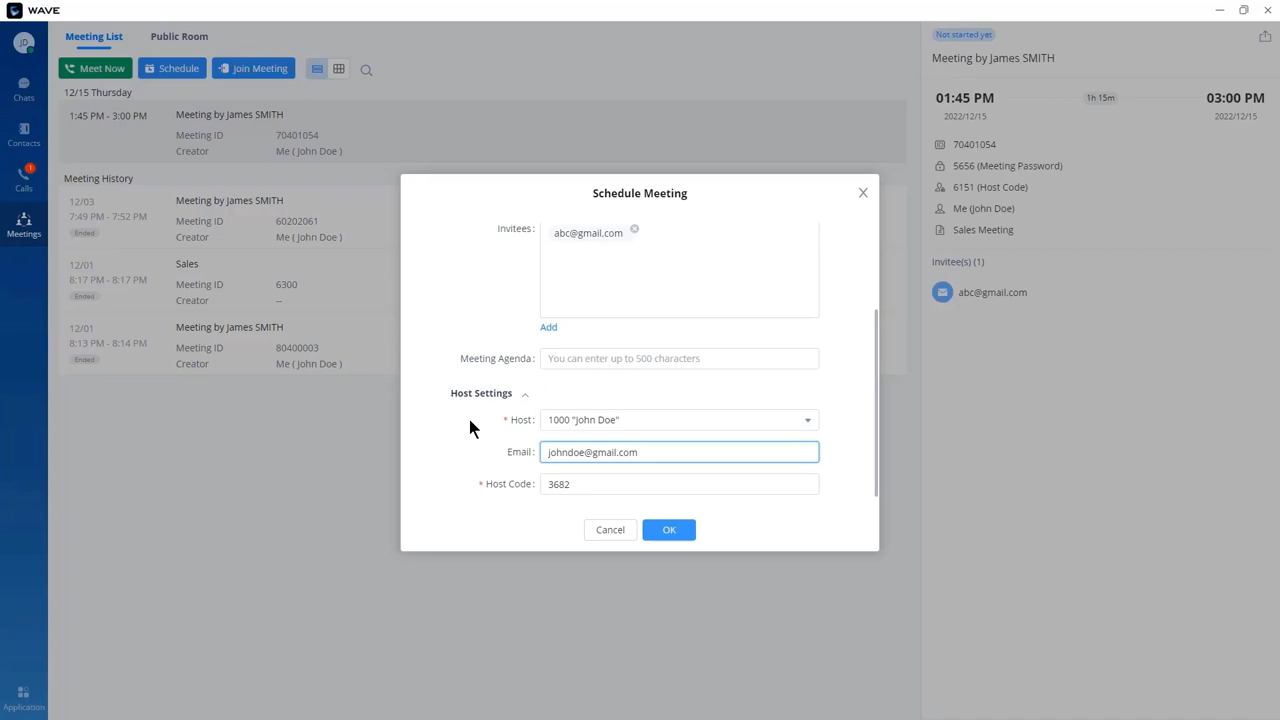 WAVE
JD
Chats
Contacts
1
Calls
Meetings
Application
Meeting List
Public Room
Meet Now
Schedule
Join Meeting
12/15 Thursday
1:45 PM - 3:00 PM
Meeting by James SMITH
Meeting ID 70401054
Creator Me ( John Doe )
Meeting History
12/03
Meeting by James SMITH
7:49 PM - 7:52 PM
Meeting ID 60202061
Ended
Creator Me ( John Doe )
12/01
Sales
8:17 PM - 8:17 PM
Meeting ID 6300
Ended
Creator --
12/01
Meeting by James SMITH
8:13 PM - 8:14 PM
Meeting ID 80400003
Ended
Creator Me ( John Doe )
Schedule Meeting
Invitees: abc@gmail.com
Add
Meeting Agenda: You can enter up to 500 characters
Host Settings
* Host: 1000 "John Doe"
Email: johndoe@gmail.com
* Host Code: 3682
Cancel
OK
Not started yet
Meeting by James SMITH
01:45 PM 1h 15m 03:00 PM
2022/12/15 2022/12/15
70401054
5656 (Meeting Password)
6151 (Host Code)
Me (John Doe)
Sales Meeting
Invitee(s) (1)
abc@gmail.com